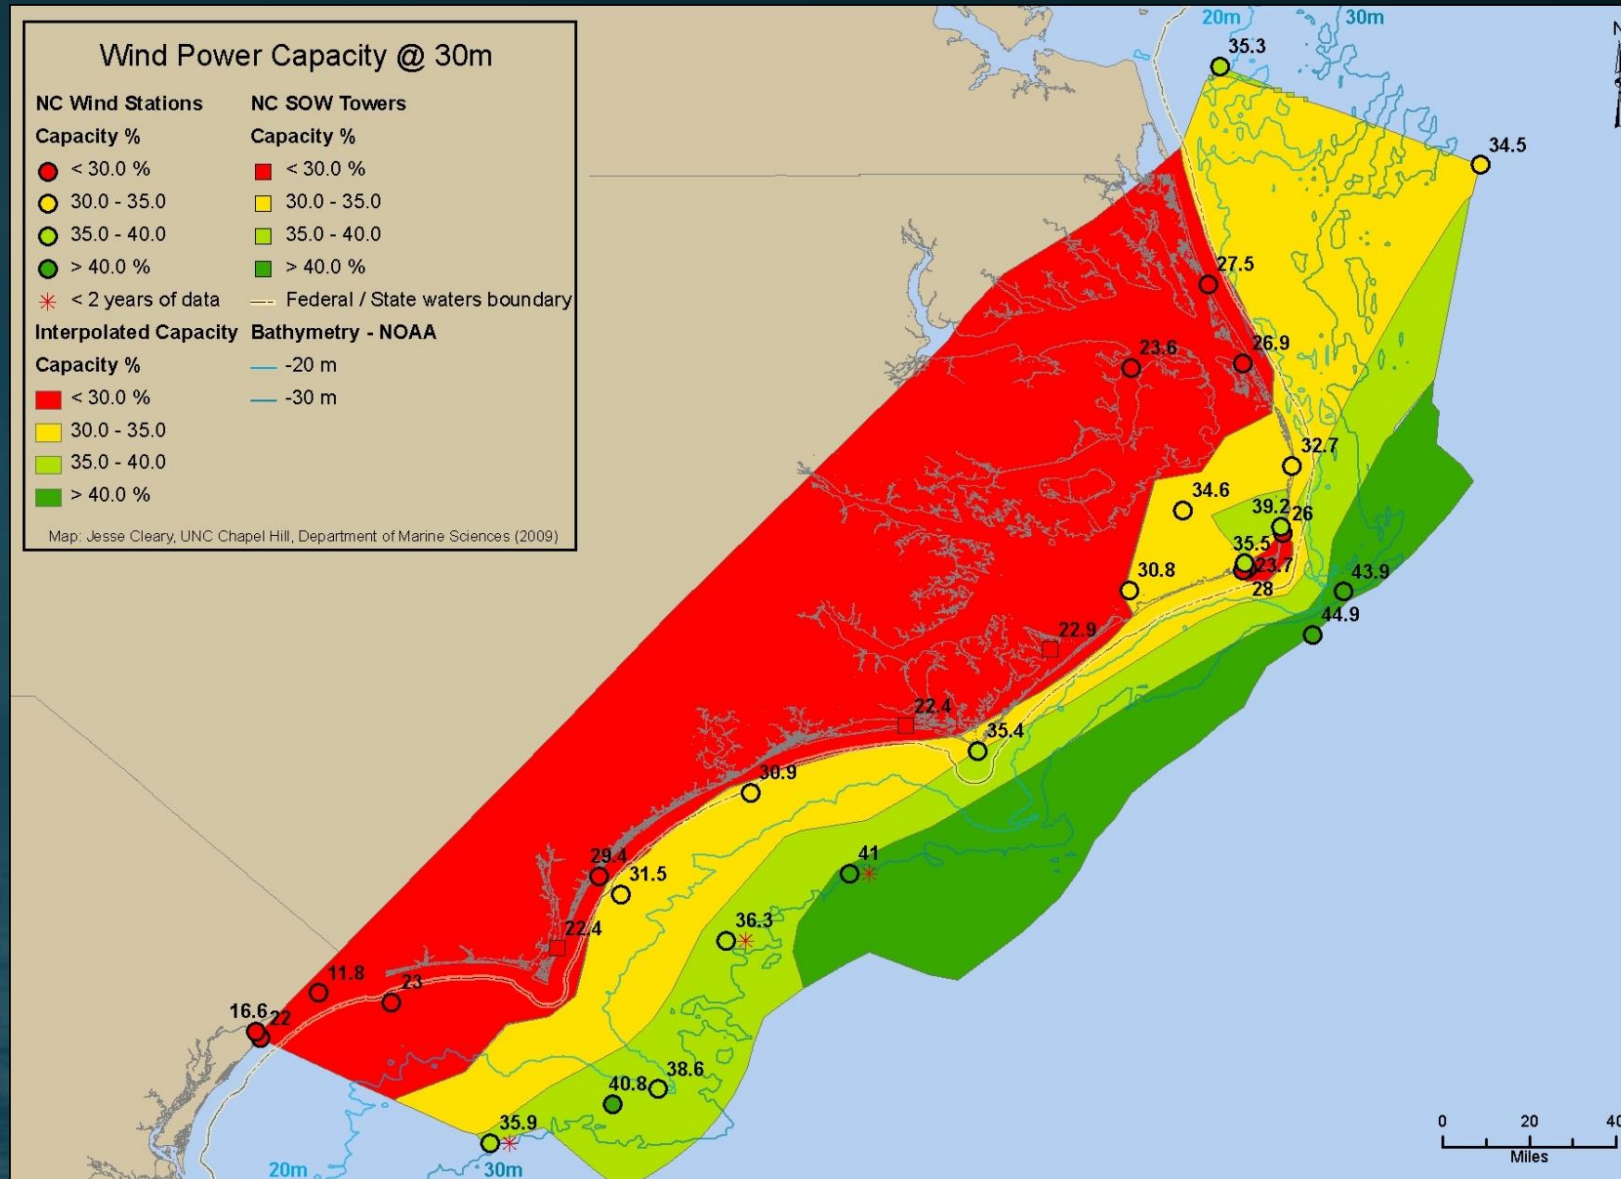 Wind Power Capacity @ 30m
NC Wind Stations
Capacity %
< 30.0 %
30.0 - 35.0
35.0 - 40.0
> 40.0 %
< 2 years of data
Interpolated Capacity
Capacity %
< 30.0 %
30.0 - 35.0
35.0 - 40.0
> 40.0 %
NC SOW Towers
Capacity %
< 30.0 %
30.0 - 35.0
35.0 - 40.0
> 40.0 %
Federal / State waters boundary
Bathymetry - NOAA
-20 m
-30 m
Map: Jesse Cleary, UNC Chapel Hill, Department of Marine Sciences (2009)
20m
30m
N
35.3
34.5
27.5
23.6
26.9
32.7
34.6
39.2
26
35.5
23.7
28
30.8
43.9
44.9
22.9
22.4
35.4
30.9
29.4
31.5
41
36.3
22.4
11.8
23
16.6
22
38.6
40.8
35.9
20m
30m
0 20 40
Miles